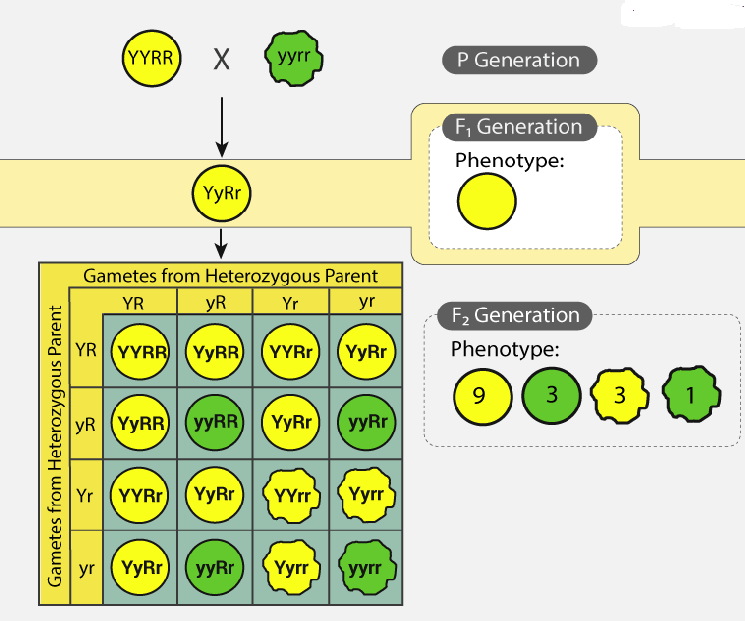 YYRR X yyrr
P Generation
F₁ Generation
Phenotype:
YyRr
Gametes from Heterozygous Parent
Gametes from Heterozygous Parent
YR yR Yr yr
YR YYRR YyRR YYRr YyRr
yR YyRR yyRR YyRr yyRr
Yr YYRr YyRr YYrr Yyrr
yr YyRr yyRr Yyrr yyrr
F₂ Generation
Phenotype:
9 3 3 1